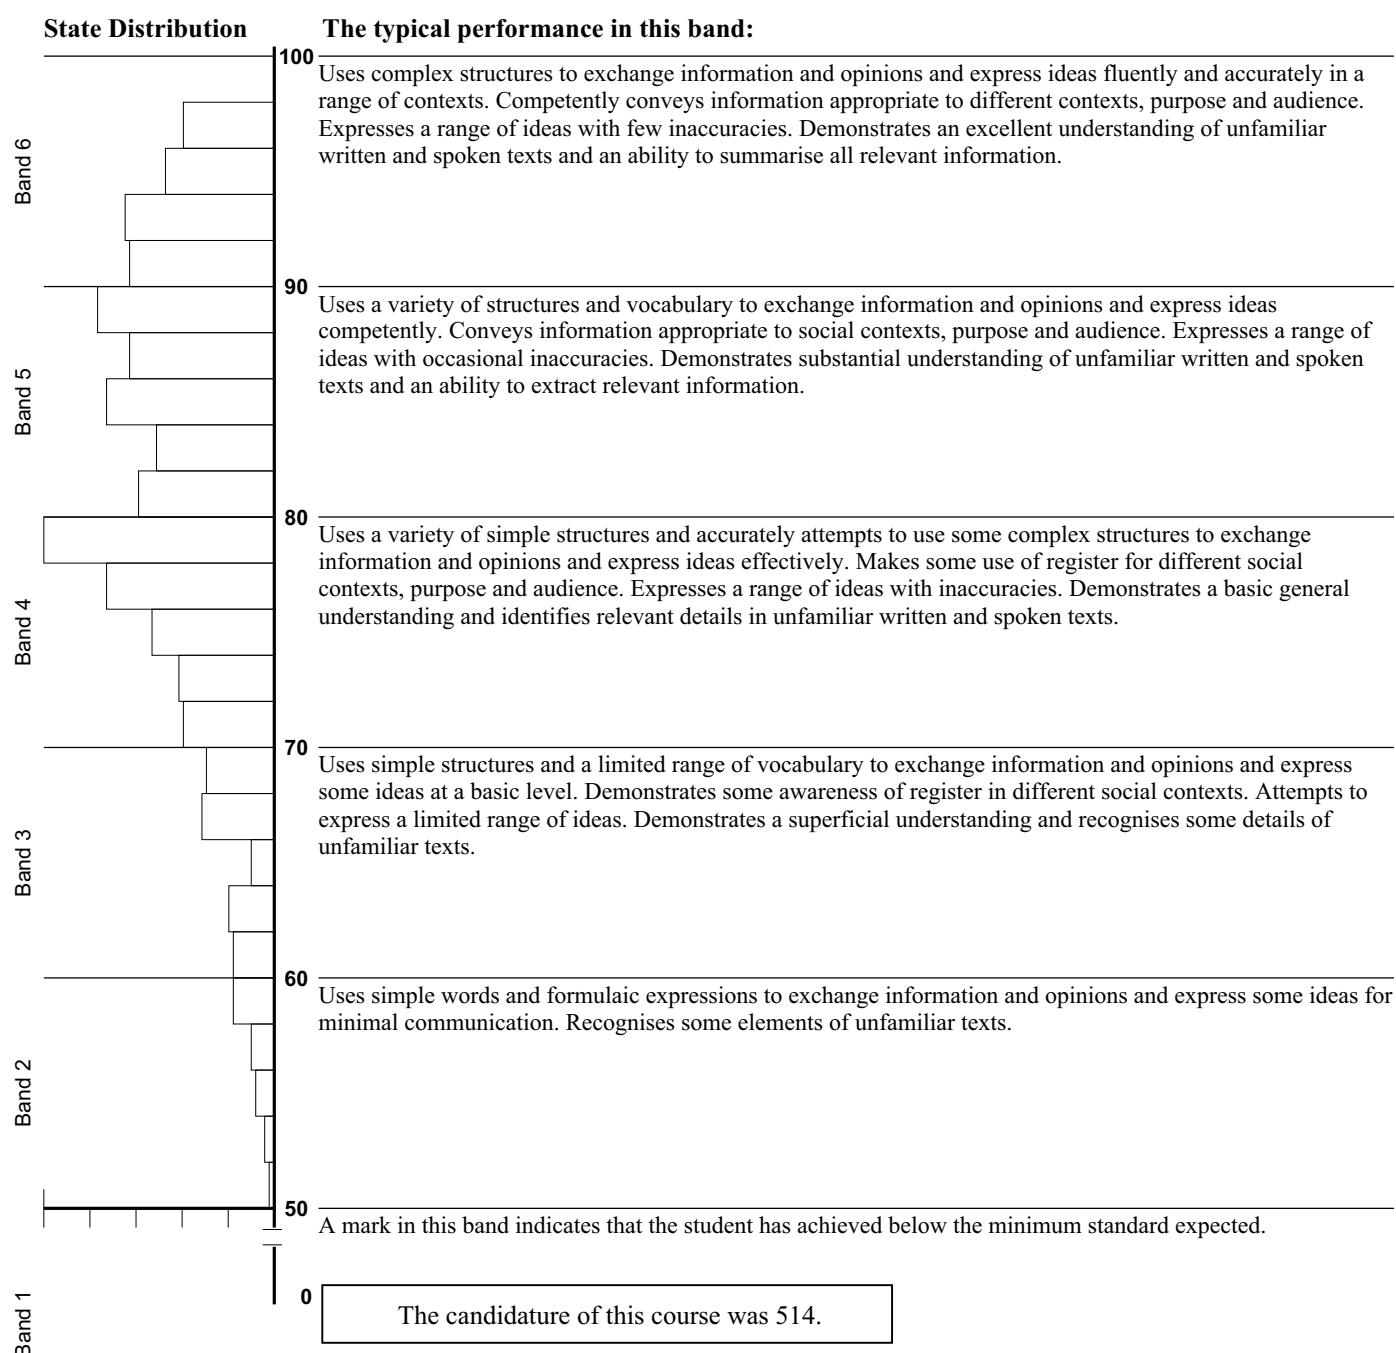 State Distribution
The typical performance in this band:
100
Uses complex structures to exchange information and opinions and express ideas fluently and accurately in a
range of contexts. Competently conveys information appropriate to different contexts, purpose and audience.
Expresses a range of ideas with few inaccuracies. Demonstrates an excellent understanding of unfamiliar
written and spoken texts and an ability to summarise all relevant information.
Band 6
90
Uses a variety of structures and vocabulary to exchange information and opinions and express ideas
competently. Conveys information appropriate to social contexts, purpose and audience. Expresses a range of
ideas with occasional inaccuracies. Demonstrates substantial understanding of unfamiliar written and spoken
texts and an ability to extract relevant information.
Band 5
80
Uses a variety of simple structures and accurately attempts to use some complex structures to exchange
information and opinions and express ideas effectively. Makes some use of register for different social
contexts, purpose and audience. Expresses a range of ideas with inaccuracies. Demonstrates a basic general
understanding and identifies relevant details in unfamiliar written and spoken texts.
Band 4
70
Uses simple structures and a limited range of vocabulary to exchange information and opinions and express
some ideas at a basic level. Demonstrates some awareness of register in different social contexts. Attempts to
express a limited range of ideas. Demonstrates a superficial understanding and recognises some details of
unfamiliar texts.
Band 3
60
Uses simple words and formulaic expressions to exchange information and opinions and express some ideas for
minimal communication. Recognises some elements of unfamiliar texts.
Band 2
50
A mark in this band indicates that the student has achieved below the minimum standard expected.
0
Band 1
The candidature of this course was 514.